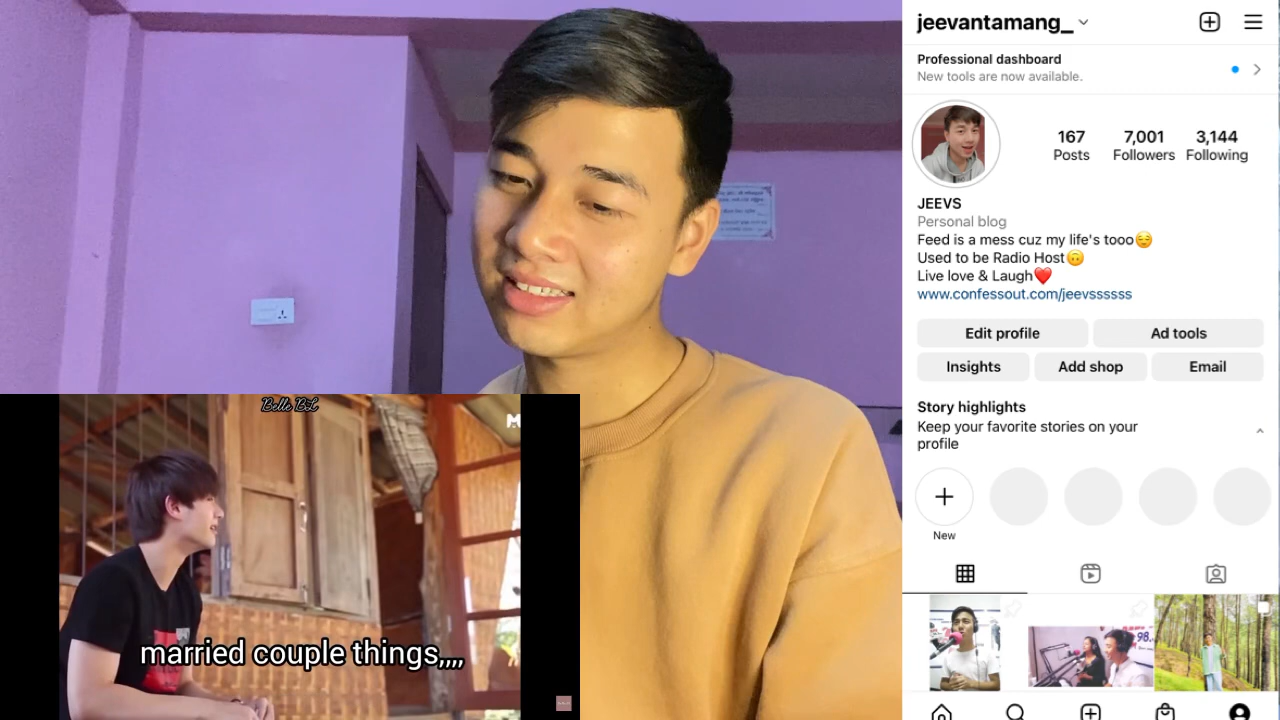 Belle BL
M
married couple things,,,,
jeevantamang_
Professional dashboard
New tools are now available.
167
7,001
3,144
Posts
Followers
Following
JEEVS
Personal blog
Feed is a mess cuz my life's tooo😌
Used to be Radio Host🙃
Live love & Laugh❤️
www.confessout.com/jeevssssss
Edit profile
Ad tools
Insights
Add shop
Email
Story highlights
Keep your favorite stories on your
profile
New
98.